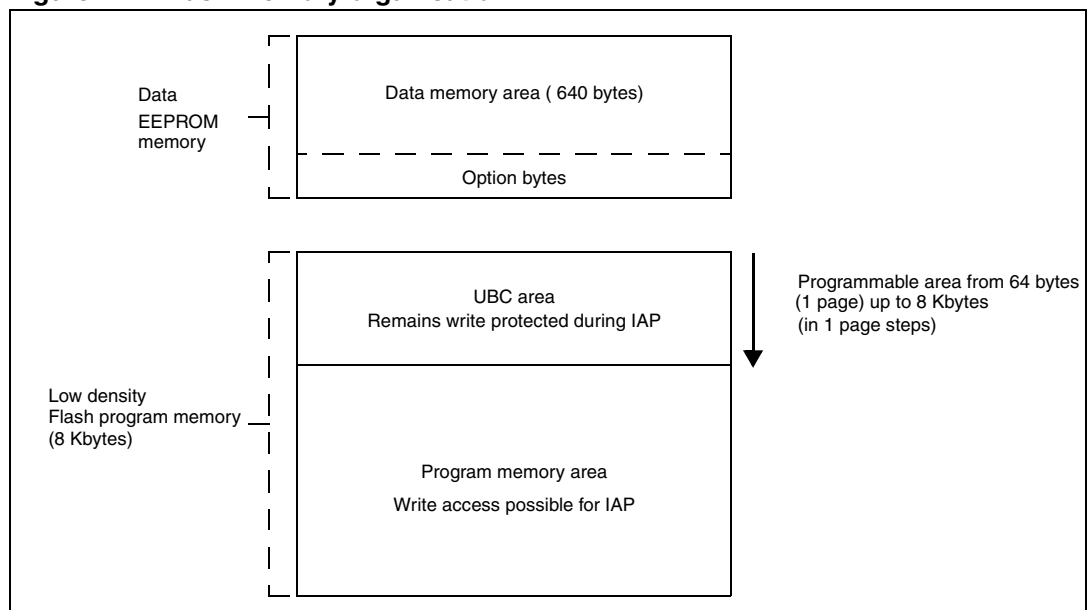 Data
EEPROM
memory
Data memory area ( 640 bytes)
Option bytes
UBC area
Remains write protected during IAP
Programmable area from 64 bytes
(1 page) up to 8 Kbytes
(in 1 page steps)
Low density
Flash program memory
(8 Kbytes)
Program memory area
Write access possible for IAP